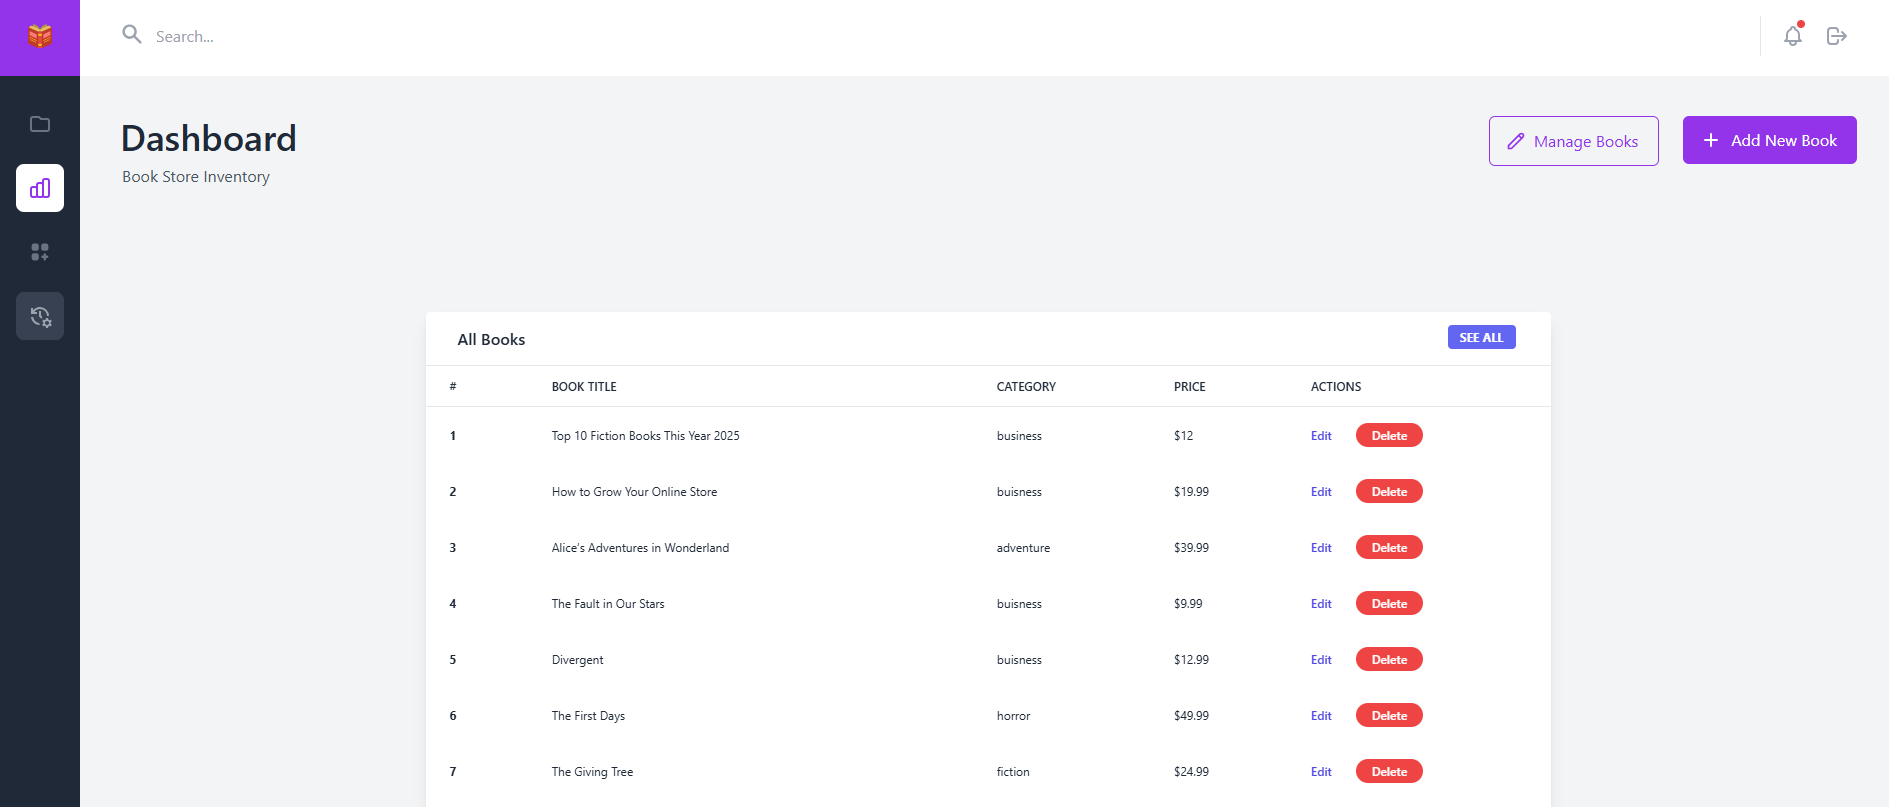 Search...
Dashboard
Book Store Inventory
Manage Books
Add New Book
All Books
SEE ALL
# BOOK TITLE CATEGORY PRICE ACTIONS
1 Top 10 Fiction Books This Year 2025 business $12 Edit Delete
2 How to Grow Your Online Store buisness $19.99 Edit Delete
3 Alice's Adventures in Wonderland adventure $39.99 Edit Delete
4 The Fault in Our Stars buisness $9.99 Edit Delete
5 Divergent buisness $12.99 Edit Delete
6 The First Days horror $49.99 Edit Delete
7 The Giving Tree fiction $24.99 Edit Delete